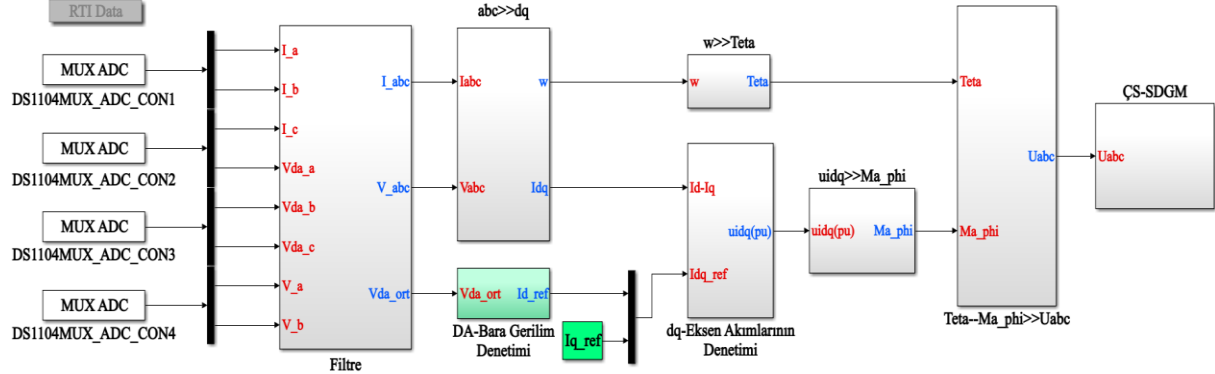 RTI Data
MUX ADC
DS1104MUX_ADC_CON1
MUX ADC
DS1104MUX_ADC_CON2
MUX ADC
DS1104MUX_ADC_CON3
MUX ADC
DS1104MUX_ADC_CON4
I_a
I_b
I_c
Vda_a
Vda_b
Vda_c
V_a
V_b
I_abc
V_abc
Vda_ort
Filtre
abc>>dq
Iabc
w
Vabc
Idq
Vda_ort
Id_ref
DA-Bara Gerilim
Denetimi
Iq_ref
w>>Teta
w
Teta
Id-Iq
uidq(pu)
Idq_ref
dq-Eksen Akımlarının
Denetimi
uidq>>Ma_phi
uidq(pu)
Ma_phi
Teta
Uabc
Ma_phi
Teta--Ma_phi>>Uabc
ÇS-SDGM
Uabc